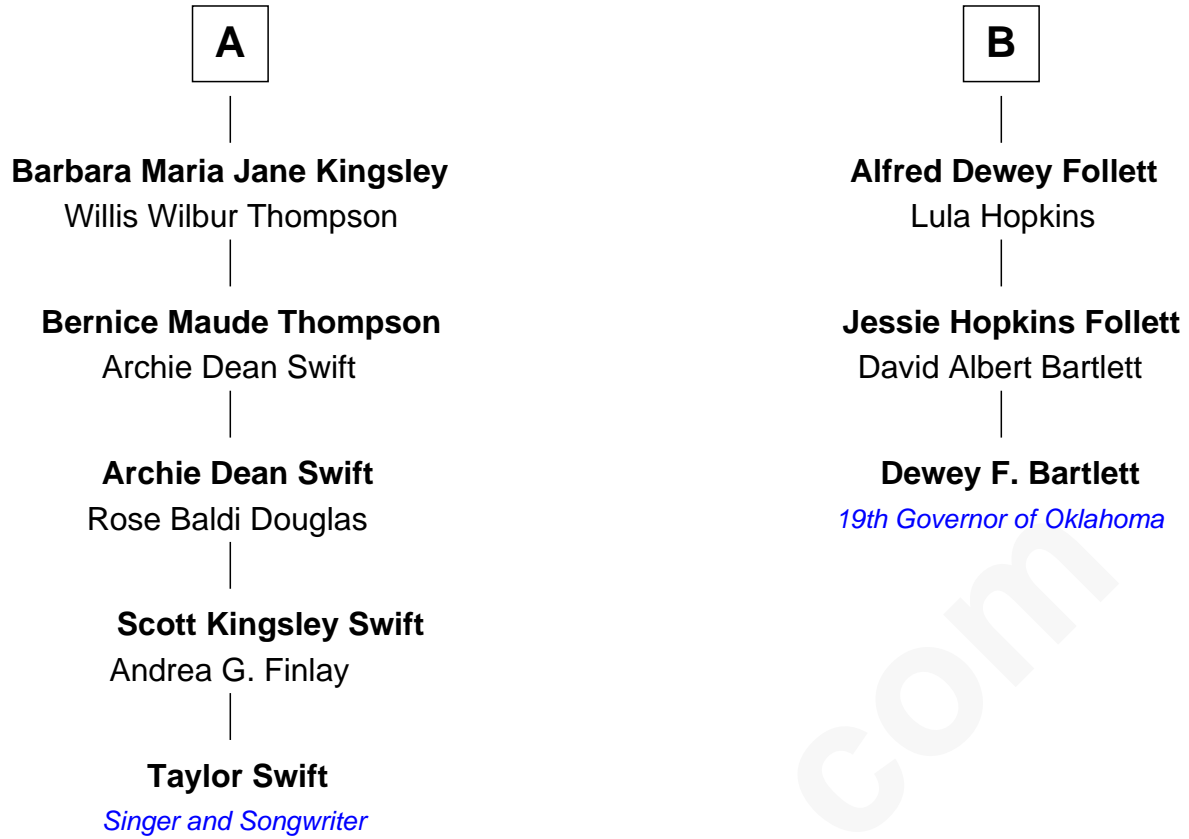 A
Barbara Maria Jane Kingsley
Willis Wilbur Thompson
Bernice Maude Thompson
Archie Dean Swift
Archie Dean Swift
Rose Baldi Douglas
Scott Kingsley Swift
Andrea G. Finlay
Taylor Swift
Singer and Songwriter
B
Alfred Dewey Follett
Lula Hopkins
Jessie Hopkins Follett
David Albert Bartlett
Dewey F. Bartlett
19th Governor of Oklahoma
com